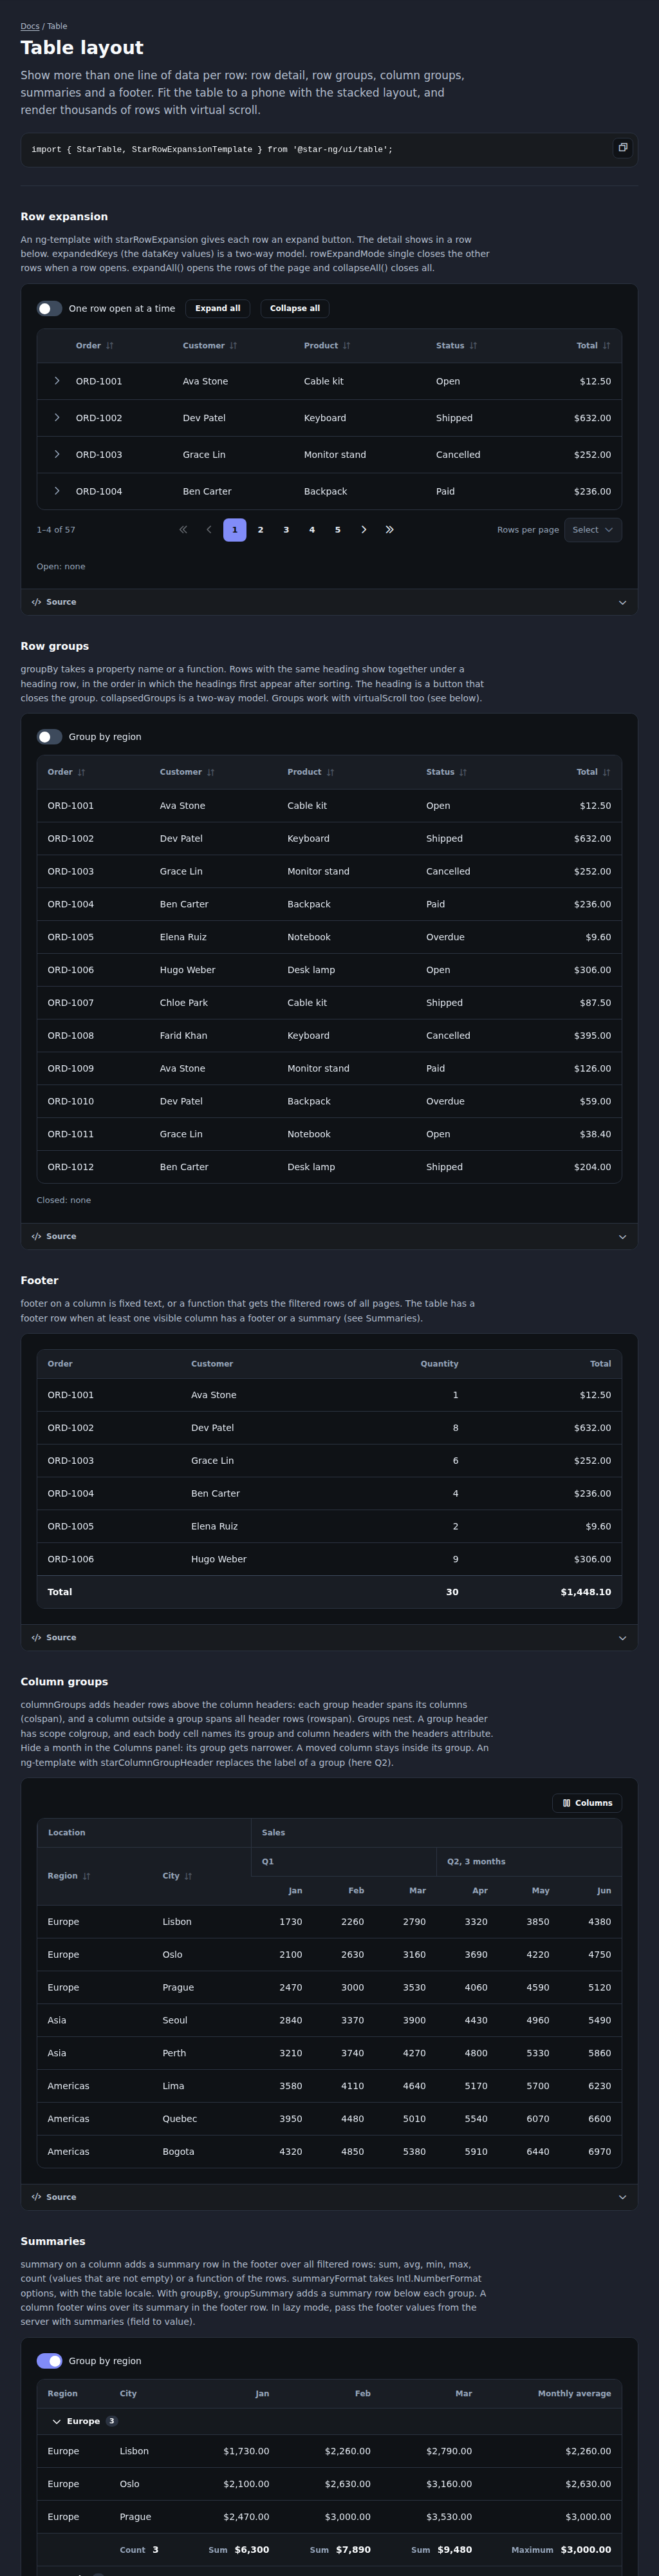 Docs / Table
Table layout
Show more than one line of data per row: row detail, row groups, column groups,
summaries and a footer. Fit the table to a phone with the stacked layout, and
render thousands of rows with virtual scroll.
import { StarTable, StarRowExpansionTemplate } from '@star-ng/ui/table';
Row expansion
An ng-template with starRowExpansion gives each row an expand button. The detail shows in a row
below. expandedKeys (the dataKey values) is a two-way model. rowExpandMode single closes the other
rows when a row opens. expandAll() opens the rows of the page and collapseAll() closes all.
One row open at a time Expand all Collapse all
Order Customer Product Status Total
ORD-1001 Ava Stone Cable kit Open $12.50
ORD-1002 Dev Patel Keyboard Shipped $632.00
ORD-1003 Grace Lin Monitor stand Cancelled $252.00
ORD-1004 Ben Carter Backpack Paid $236.00
1–4 of 57 1 2 3 4 5 Rows per page Select
Open: none
Source
Row groups
groupBy takes a property name or a function. Rows with the same heading show together under a
heading row, in the order in which the headings first appear after sorting. The heading is a button that
closes the group. collapsedGroups is a two-way model. Groups work with virtualScroll too (see below).
Group by region
Order Customer Product Status Total
ORD-1001 Ava Stone Cable kit Open $12.50
ORD-1002 Dev Patel Keyboard Shipped $632.00
ORD-1003 Grace Lin Monitor stand Cancelled $252.00
ORD-1004 Ben Carter Backpack Paid $236.00
ORD-1005 Elena Ruiz Notebook Overdue $9.60
ORD-1006 Hugo Weber Desk lamp Open $306.00
ORD-1007 Chloe Park Cable kit Shipped $87.50
ORD-1008 Farid Khan Keyboard Cancelled $395.00
ORD-1009 Ava Stone Monitor stand Paid $126.00
ORD-1010 Dev Patel Backpack Overdue $59.00
ORD-1011 Grace Lin Notebook Open $38.40
ORD-1012 Ben Carter Desk lamp Shipped $204.00
Closed: none
Source
Footer
footer on a column is fixed text, or a function that gets the filtered rows of all pages. The table has a
footer row when at least one visible column has a footer or a summary (see Summaries).
Order Customer Quantity Total
ORD-1001 Ava Stone 1 $12.50
ORD-1002 Dev Patel 8 $632.00
ORD-1003 Grace Lin 6 $252.00
ORD-1004 Ben Carter 4 $236.00
ORD-1005 Elena Ruiz 2 $9.60
ORD-1006 Hugo Weber 9 $306.00
Total 30 $1,448.10
Source
Column groups
columnGroups adds header rows above the column headers: each group header spans its columns
(colspan), and a column outside a group spans all header rows (rowspan). Groups nest. A group header
has scope colgroup, and each body cell names its group and column headers with the headers attribute.
Hide a month in the Columns panel: its group gets narrower. A moved column stays inside its group. An
ng-template with starColumnGroupHeader replaces the label of a group (here Q2).
Columns
Location Sales
Q1 Q2, 3 months
Region City Jan Feb Mar Apr May Jun
Europe Lisbon 1730 2260 2790 3320 3850 4380
Europe Oslo 2100 2630 3160 3690 4220 4750
Europe Prague 2470 3000 3530 4060 4590 5120
Asia Seoul 2840 3370 3900 4430 4960 5490
Asia Perth 3210 3740 4270 4800 5330 5860
Americas Lima 3580 4110 4640 5170 5700 6230
Americas Quebec 3950 4480 5010 5540 6070 6600
Americas Bogota 4320 4850 5380 5910 6440 6970
Source
Summaries
summary on a column adds a summary row in the footer over all filtered rows: sum, avg, min, max,
count (values that are not empty) or a function of the rows. summaryFormat takes Intl.NumberFormat
options, with the table locale. With groupBy, groupSummary adds a summary row below each group. A
column footer wins over its summary in the footer row. In lazy mode, pass the footer values from the
server with summaries (field to value).
Group by region
Region City Jan Feb Mar Monthly average
Europe 3
Europe Lisbon $1,730.00 $2,260.00 $2,790.00 $2,260.00
Europe Oslo $2,100.00 $2,630.00 $3,160.00 $2,630.00
Europe Prague $2,470.00 $3,000.00 $3,530.00 $3,000.00
Count 3 Sum $6,300 Sum $7,890 Sum $9,480 Maximum $3,000.00